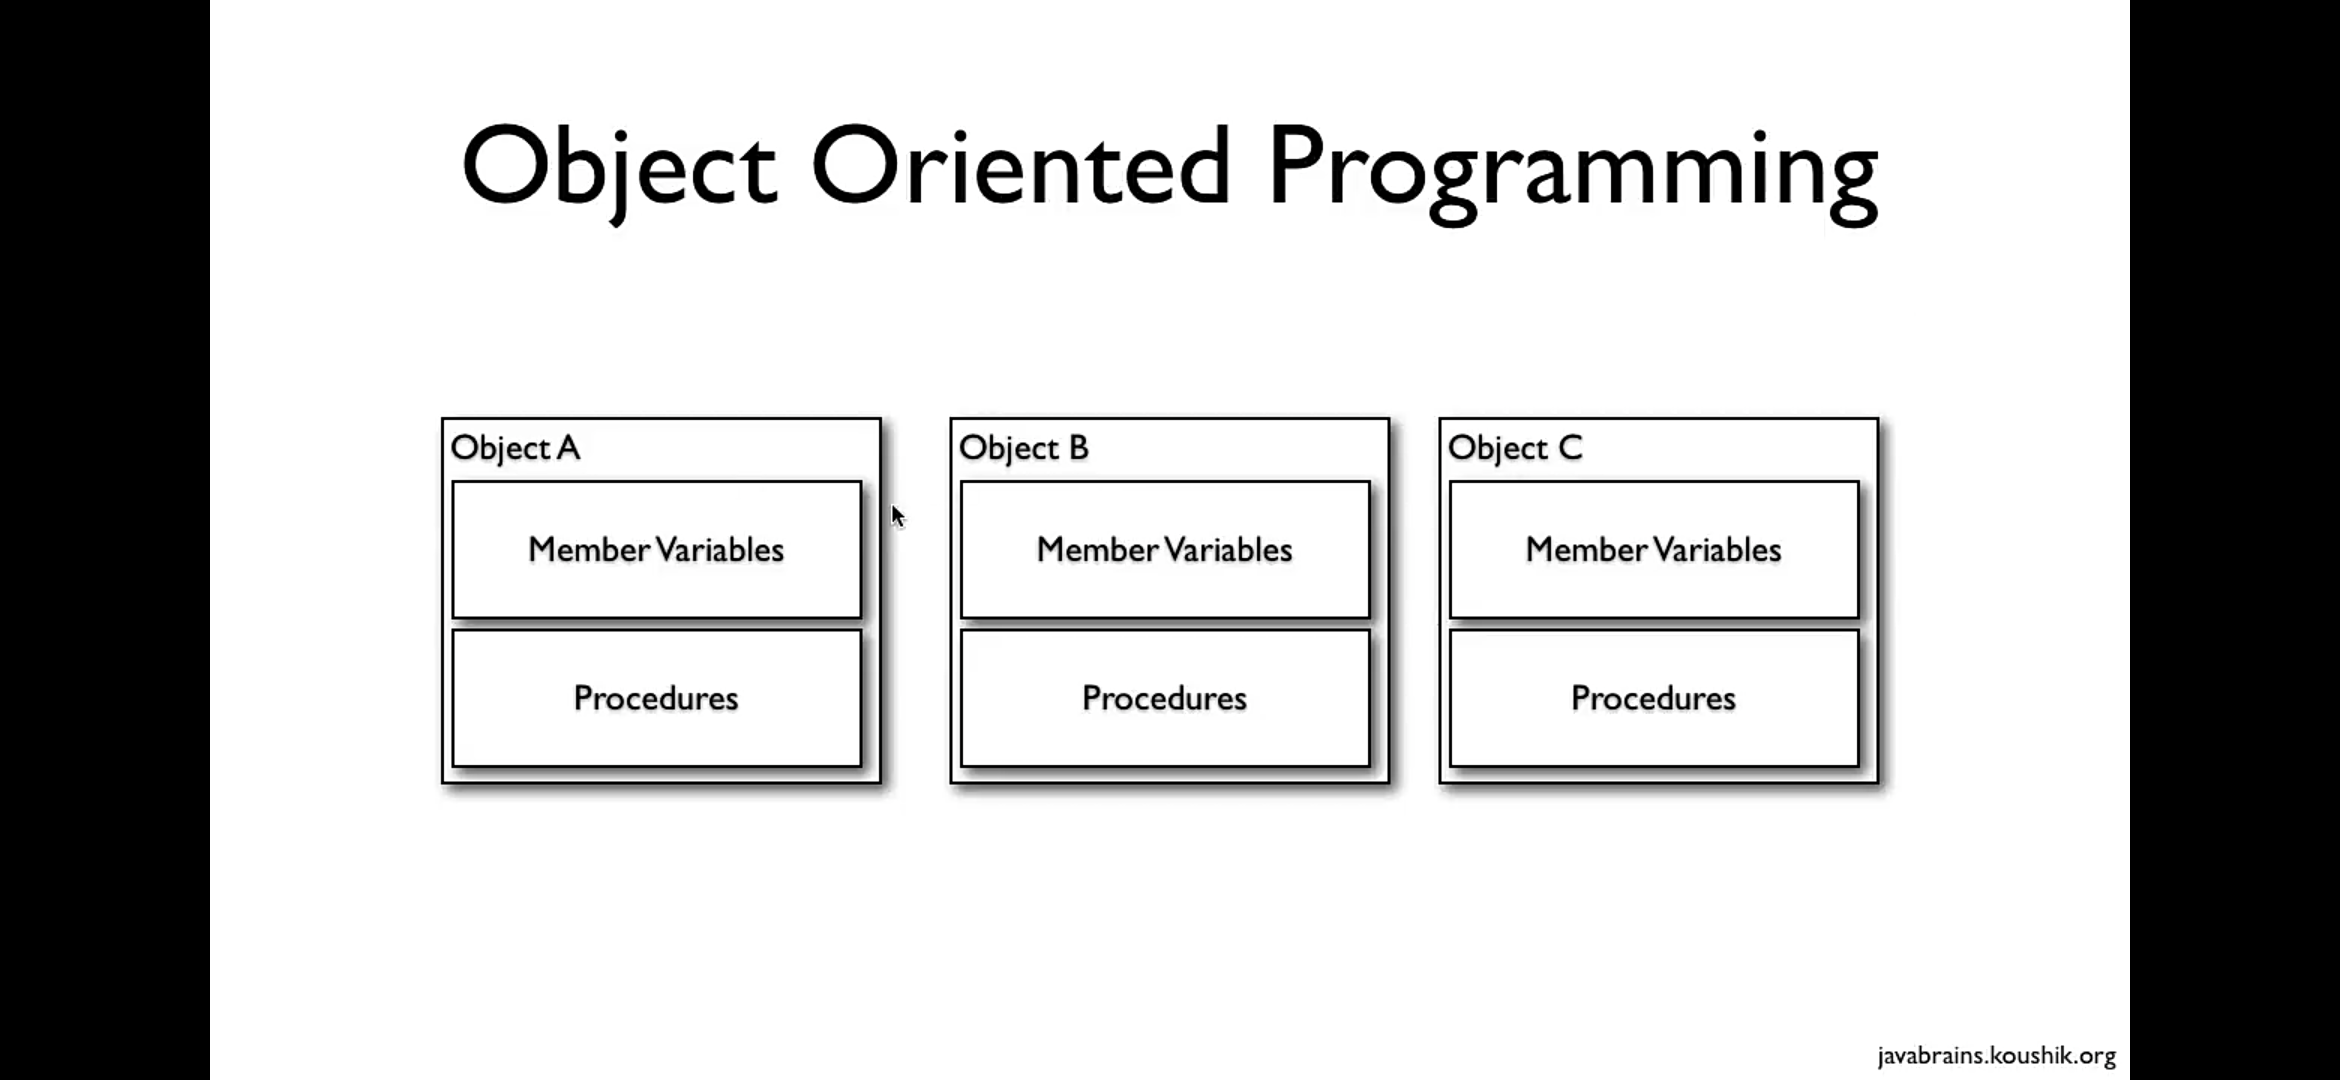 Object Oriented Programming
Object A
Member Variables
Procedures
Object B
Member Variables
Procedures
Object C
Member Variables
Procedures
javabrains.koushik.org